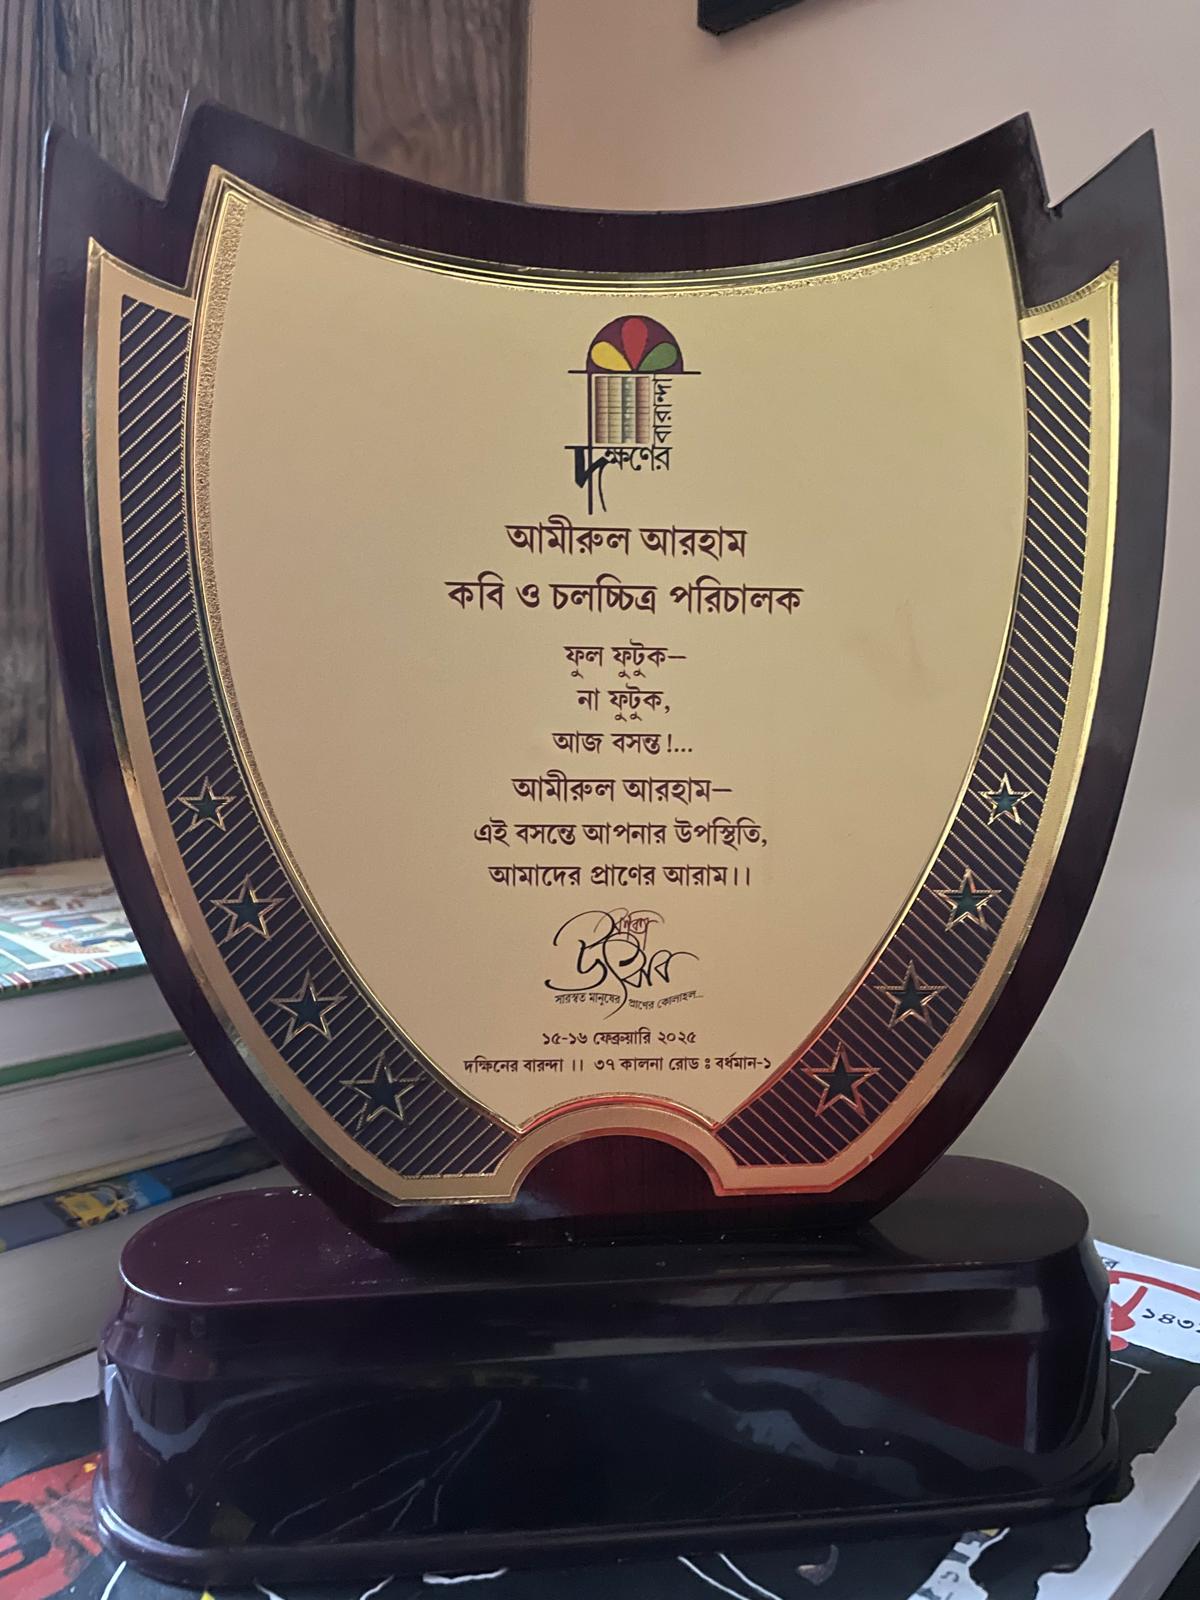 বারান্দা
দক্ষণের
আমীরুল আরহাম
কবি ও চলচ্চিত্র পরিচালক
ফুল ফুটুক–
না ফুটুক,
আজ বসন্ত!...
আমীরুল আরহাম–
এই বসন্তে আপনার উপস্থিতি,
আমাদের প্রাণের আরাম।।
উৎসব
সারস্বত মানুষের প্রাণের কোলাহল...
১৫-১৬ ফেব্রুয়ারি ২০২৫
দক্ষিনের বারন্দা ।। ৩৭ কালনা রোড ঃ বর্ধমান-১